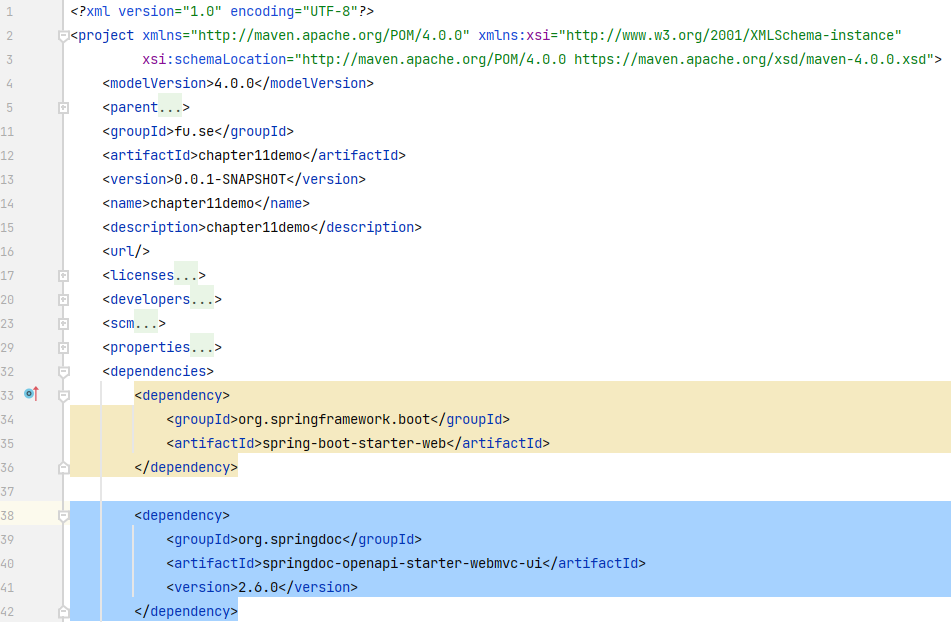 1 <?xml version="1.0" encoding="UTF-8"?>
2 <project xmlns="http://maven.apache.org/POM/4.0.0" xmlns:xsi="http://www.w3.org/2001/XMLSchema-instance"
3 xsi:schemaLocation="http://maven.apache.org/POM/4.0.0 https://maven.apache.org/xsd/maven-4.0.0.xsd">
4 <modelVersion>4.0.0</modelVersion>
5 <parent...>
11 <groupId>fu.se</groupId>
12 <artifactId>chapter11demo</artifactId>
13 <version>0.0.1-SNAPSHOT</version>
14 <name>chapter11demo</name>
15 <description>chapter11demo</description>
16 <url/>
17 <licenses...>
20 <developers...>
23 <scm...>
29 <properties...>
32 <dependencies>
33 <dependency>
34 <groupId>org.springframework.boot</groupId>
35 <artifactId>spring-boot-starter-web</artifactId>
36 </dependency>
37
38 <dependency>
39 <groupId>org.springdoc</groupId>
40 <artifactId>springdoc-openapi-starter-webmvc-ui</artifactId>
41 <version>2.6.0</version>
42 </dependency>